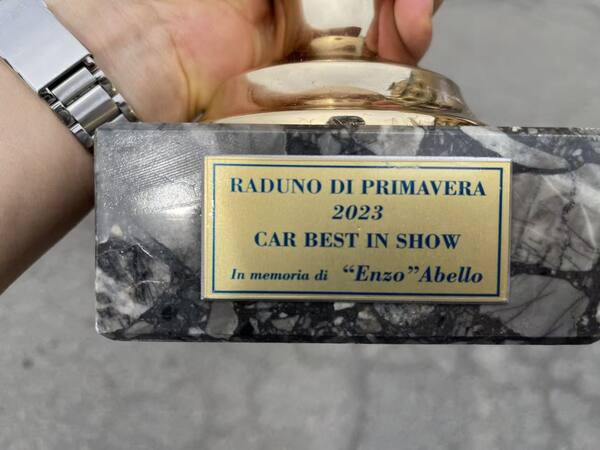 RADUNO DI PRIMAVERA
2023
CAR BEST IN SHOW
In memoria di "Enzo" Abello